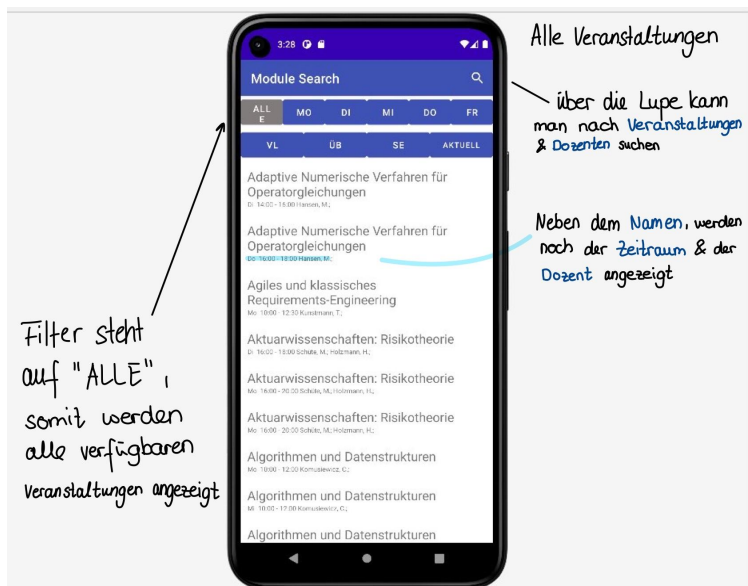 Alle Veranstaltungen
über die Lupe kann
man nach Veranstaltungen
& Dozenten suchen
Neben dem Namen, werden
noch der Zeitraum & der
Dozent angezeigt
Filter steht
auf "ALLE",
somit werden
alle verfügbaren
Veranstaltungen angezeigt
3:28
Module Search
ALL
E
MO DI MI DO FR
VL ÜB SE AKTUELL
Adaptive Numerische Verfahren für
Operatorgleichungen
Di 14:00 - 16:00 Hansen, M.;
Adaptive Numerische Verfahren für
Operatorgleichungen
Do 16:00 - 18:00 Hansen, M.;
Agiles und klassisches
Requirements-Engineering
Mo 10:00 - 12:30 Kunstmann, T.;
Aktuarwissenschaften: Risikotheorie
Di 16:00 - 18:00 Schüte, M.; Holzmann, H.;
Aktuarwissenschaften: Risikotheorie
Mo 16:00 - 20:00 Schüte, M.; Holzmann, H.;
Aktuarwissenschaften: Risikotheorie
Mo 16:00 - 20:00 Schüte, M.; Holzmann, H.;
Algorithmen und Datenstrukturen
Mo 10:00 - 12:00 Komusiewicz, C.;
Algorithmen und Datenstrukturen
Mi 10:00 - 12:00 Komusiewicz, C.;
Algorithmen und Datenstrukturen